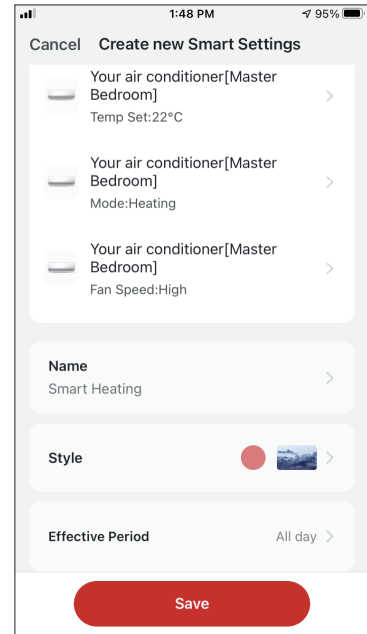 1:48 PM
95%
Cancel
Create new Smart Settings
Your air conditioner[Master
Bedroom]
Temp Set:22°C
Your air conditioner[Master
Bedroom]
Mode:Heating
Your air conditioner[Master
Bedroom]
Fan Speed:High
Name
Smart Heating
Style
Effective Period
All day
Save